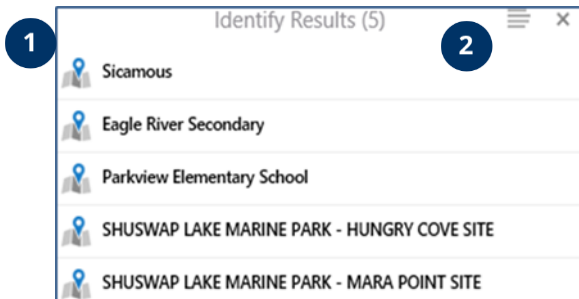 Identify Results (5)
1
2
Sicamous
Eagle River Secondary
Parkview Elementary School
SHUSWAP LAKE MARINE PARK - HUNGRY COVE SITE
SHUSWAP LAKE MARINE PARK - MARA POINT SITE